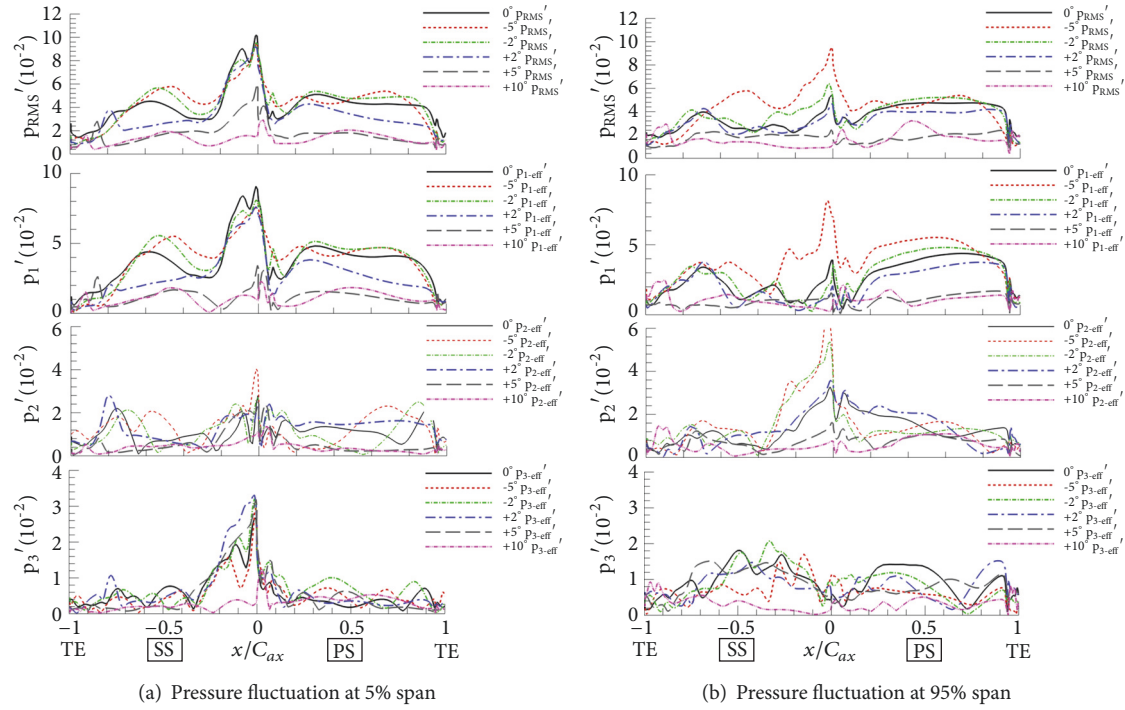 p_RMS' (10^-2)
12
10
8
6
4
2
0
0° p_RMS'
-5° p_RMS'
-2° p_RMS'
+2° p_RMS'
+5° p_RMS'
+10° p_RMS'
p_1' (10^-2)
10
5
0
0° p_1-eff'
-5° p_1-eff'
-2° p_1-eff'
+2° p_1-eff'
+5° p_1-eff'
+10° p_1-eff'
p_2' (10^-2)
6
4
2
0
0° p_2-eff'
-5° p_2-eff'
-2° p_2-eff'
+2° p_2-eff'
+5° p_2-eff'
+10° p_2-eff'
p_3' (10^-2)
4
3
2
1
0
0° p_3-eff'
-5° p_3-eff'
-2° p_3-eff'
+2° p_3-eff'
+5° p_3-eff'
+10° p_3-eff'
−1 −0.5 0 0.5 1
TE SS x/C_ax PS TE
(a) Pressure fluctuation at 5% span
p_RMS' (10^-2)
12
10
8
6
4
2
0
0° p_RMS'
-5° p_RMS'
-2° p_RMS'
+2° p_RMS'
+5° p_RMS'
+10° p_RMS'
p_1' (10^-2)
10
5
0
0° p_1-eff'
-5° p_1-eff'
-2° p_1-eff'
+2° p_1-eff'
+5° p_1-eff'
+10° p_1-eff'
p_2' (10^-2)
6
4
2
0
0° p_2-eff'
-5° p_2-eff'
-2° p_2-eff'
+2° p_2-eff'
+5° p_2-eff'
+10° p_2-eff'
p_3' (10^-2)
4
3
2
1
0
0° p_3-eff'
-5° p_3-eff'
-2° p_3-eff'
+2° p_3-eff'
+5° p_3-eff'
+10° p_3-eff'
−1 −0.5 0 0.5 1
TE SS x/C_ax PS TE
(b) Pressure fluctuation at 95% span